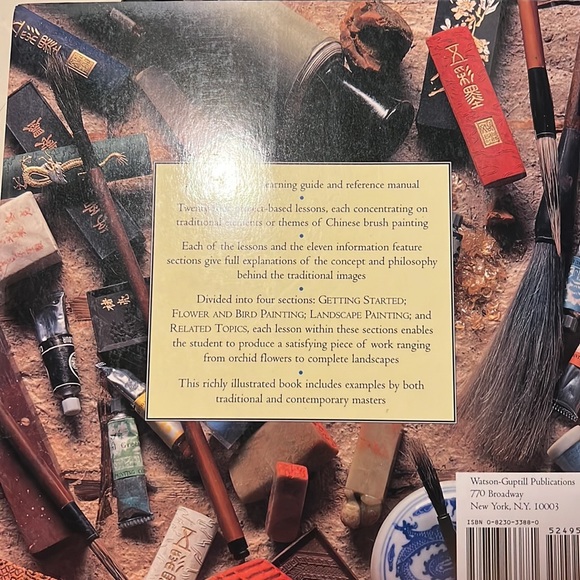 guide and reference manual
lessons, each concentrating on
traditional elements or themes of Chinese brush painting
Each of the lessons and the eleven information feature
sections give full explanations of the concept and philosophy
behind the traditional images
Divided into four sections: GETTING STARTED;
FLOWER AND BIRD PAINTING; LANDSCAPE PAINTING; and
RELATED TOPICS, each lesson within these sections enables
the student to produce a satisfying piece of work ranging
from orchid flowers to complete landscapes
This richly illustrated book includes examples by both
traditional and contemporary masters
Watson-Guptill Publications
770 Broadway
New York, N.Y. 10003
ISBN 0-8230-3388-0
52495